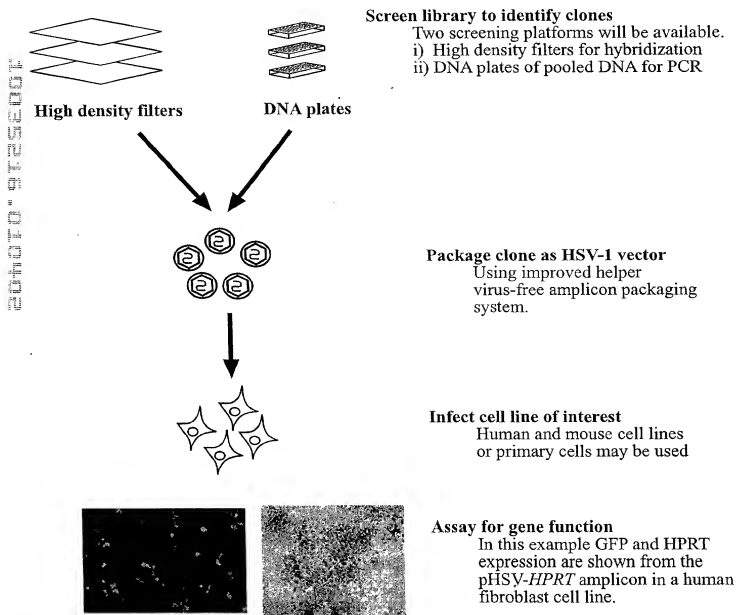 Screen library to identify clones
Two screening platforms will be available.
i) High density filters for hybridization
ii) DNA plates of pooled DNA for PCR
High density filters
DNA plates
Package clone as HSV-1 vector
Using improved helper
virus-free amplicon packaging
system.
Infect cell line of interest
Human and mouse cell lines
or primary cells may be used
Assay for gene function
In this example GFP and HPRT
expression are shown from the
pHSV-HPRT amplicon in a human
fibroblast cell line.